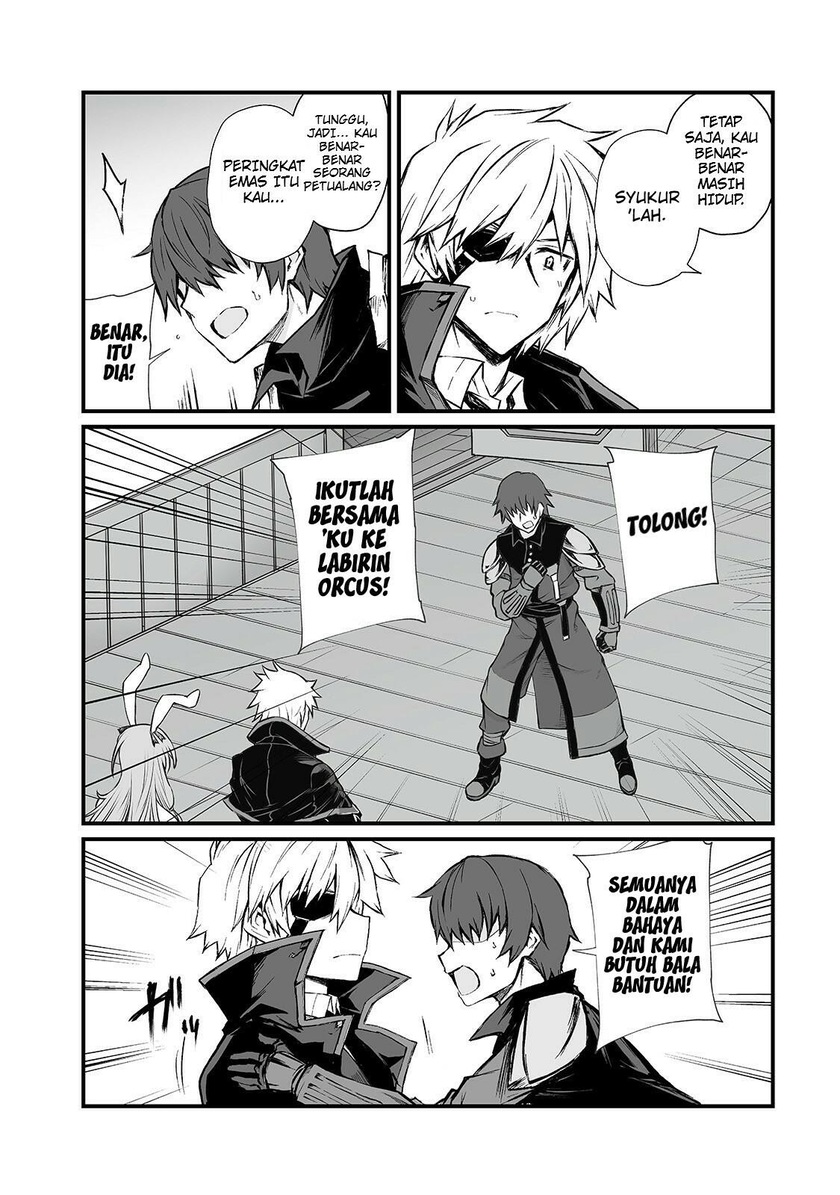 TETAP
SAJA, KAU
BENAR-
BENAR
MASIH
HIDUP.
SYUKUR
'LAH.
TUNGGU,
JADI... KAU
BENAR-
BENAR
SEORANG
PETUALANG?
PERINGKAT
EMAS ITU
KAU...
BENAR,
ITU
DIA!
TOLONG!
IKUTLAH
BERSAMA
'KU KE
LABIRIN
ORCUS!
SEMUANYA
DALAM
BAHAYA
DAN KAMI
BUTUH BALA
BANTUAN!
ガッ